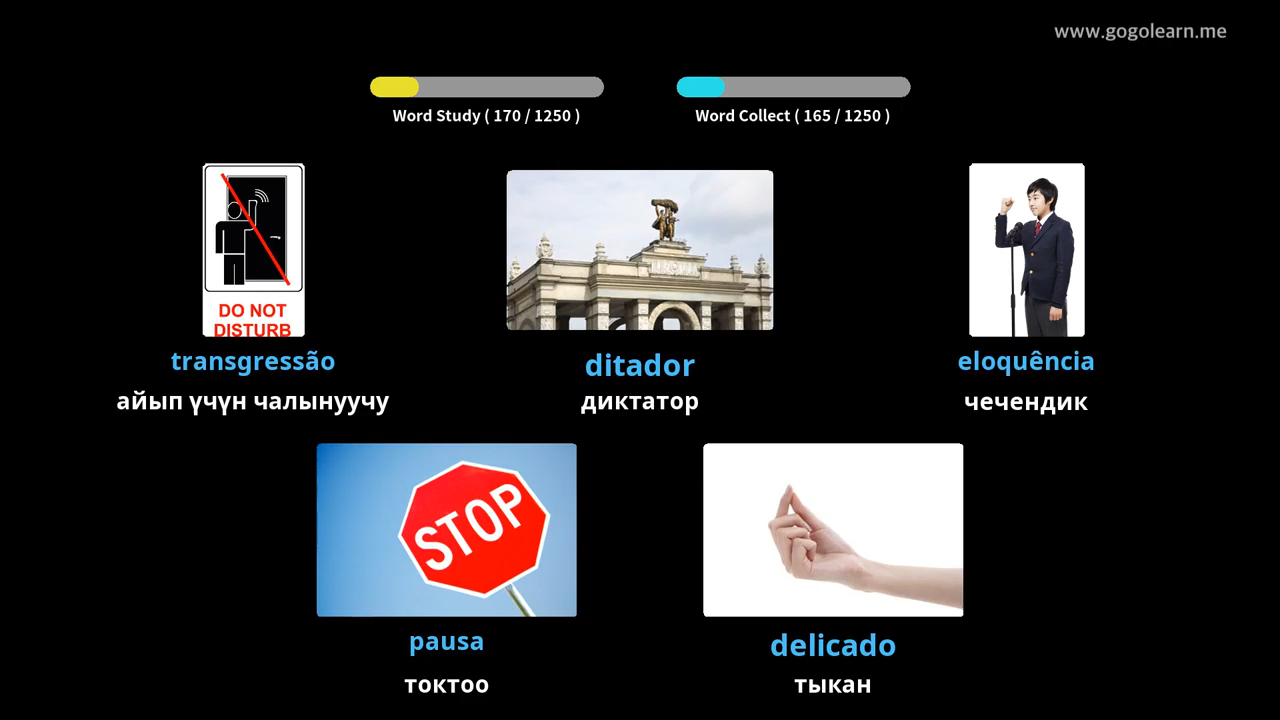 www.gogolearn.me
Word Study ( 170 / 1250 )
Word Collect ( 165 / 1250 )
DO NOT
DISTURB
transgressão
айып үчүн чалынуучу
ditador
диктатор
eloquência
чечендик
STOP
pausa
токтоо
delicado
тыкан